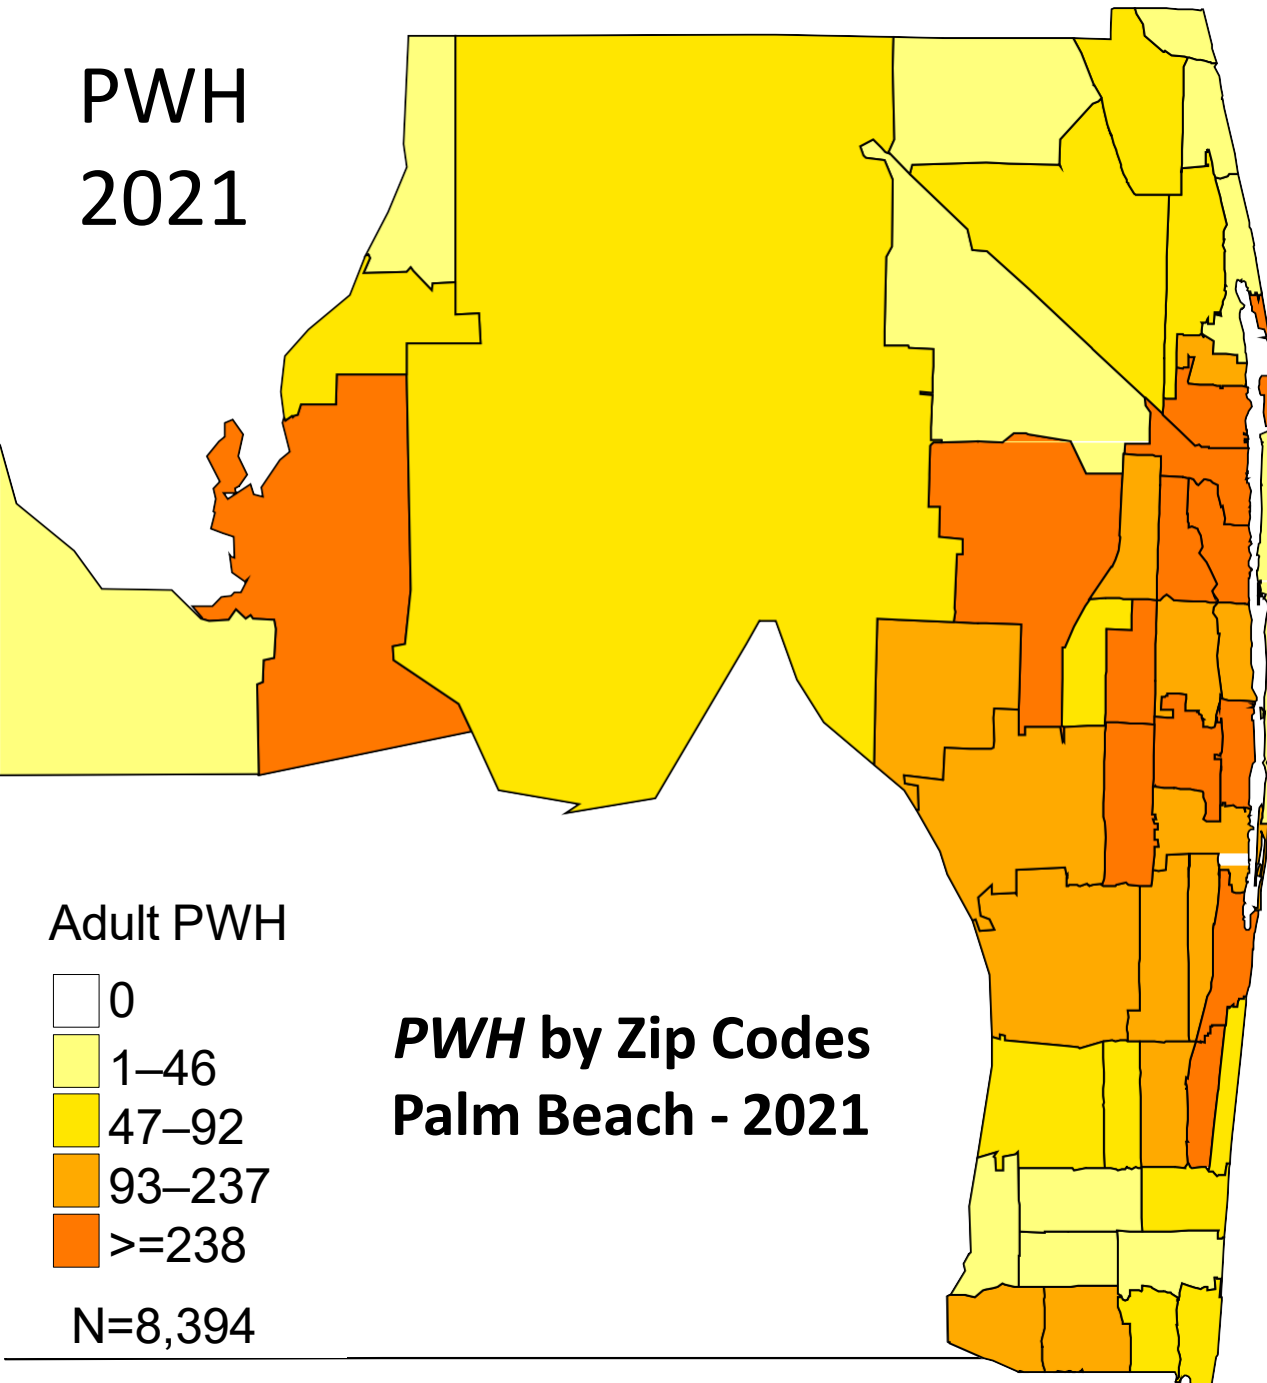 PWH
2021
Adult PWH
0
1–46
47–92
93–237
>=238
N=8,394
PWH by Zip Codes
Palm Beach - 2021